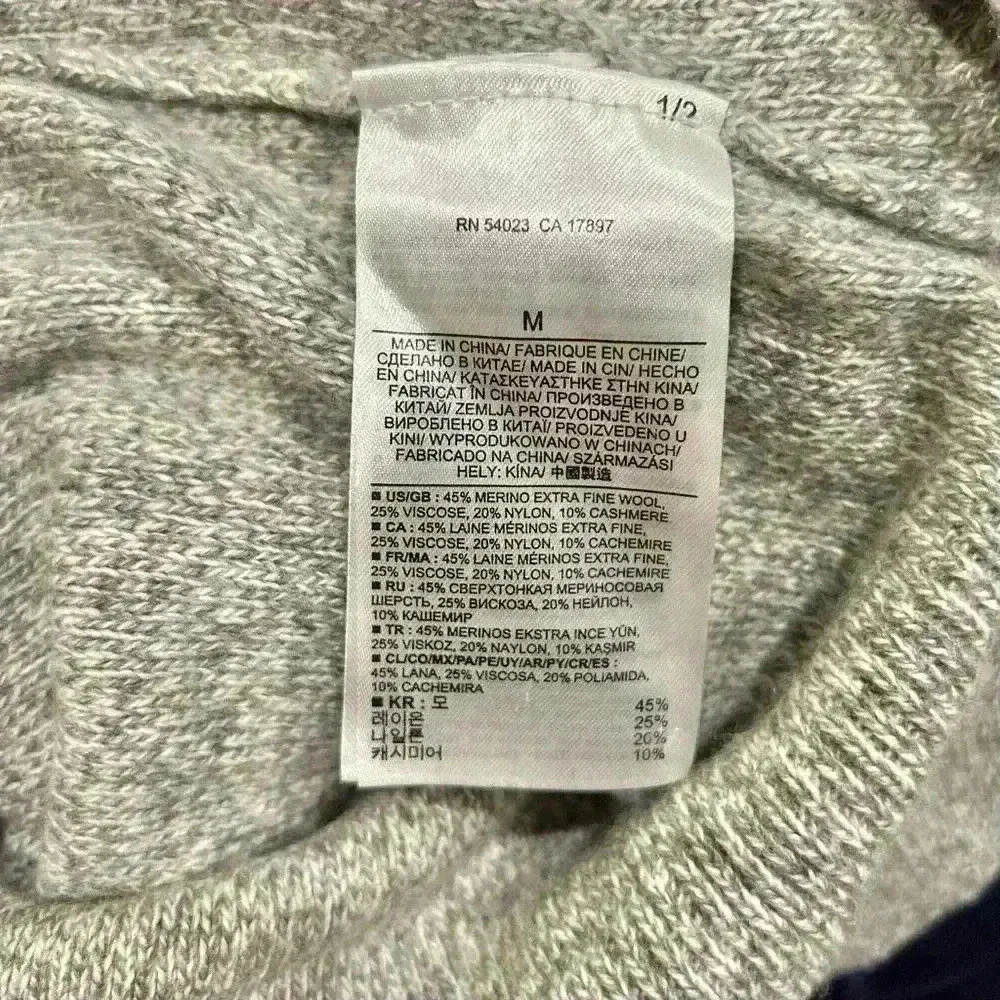 1/2
RN 54023 CA 17897
M
MADE IN CHINA/ FABRIQUE EN CHINE/
СДЕЛАНО В КИТАЕ/ MADE IN CIN/ HECHO
EN CHINA/ ΚΑΤΑΣΚΕΥΑΣΤΗΚΕ ΣΤΗΝ ΚΙΝΑ/
FABRICAT ÎN CHINA/ ПРОИЗВЕДЕНО В
КИТАЙ/ ZEMLJA PROIZVODNJE KINA/
ВИРОБЛЕНО В КИТАЇ/ PROIZVEDENO U
KINI/ WYPRODUKOWANO W CHINACH/
FABRICADO NA CHINA/ SZÁRMAZÁSI
HELY: KÍNA/ 中國製造
■ US/GB : 45% MERINO EXTRA FINE WOOL,
25% VISCOSE, 20% NYLON, 10% CASHMERE
■ CA : 45% LAINE MÉRINOS EXTRA FINE,
25% VISCOSE, 20% NYLON, 10% CACHEMIRE
■ FR/MA : 45% LAINE MÉRINOS EXTRA FINE,
25% VISCOSE, 20% NYLON, 10% CACHEMIRE
■ RU : 45% СВЕРХТОНКАЯ МЕРИНОСОВАЯ
ШЕРСТЬ, 25% ВИСКОЗА, 20% НЕЙЛОН,
10% КАШЕМИР
■ TR : 45% MERINOS EKSTRA INCE YÜN,
25% VISKOZ, 20% NAYLON, 10% KAŞMIR
■ CL/CO/MX/PA/PE/UY/AR/PY/CR/ES :
45% LANA, 25% VISCOSA, 20% POLIAMIDA,
10% CACHEMIRA
■ KR : 모 45%
레이온 25%
나일론 20%
캐시미어 10%